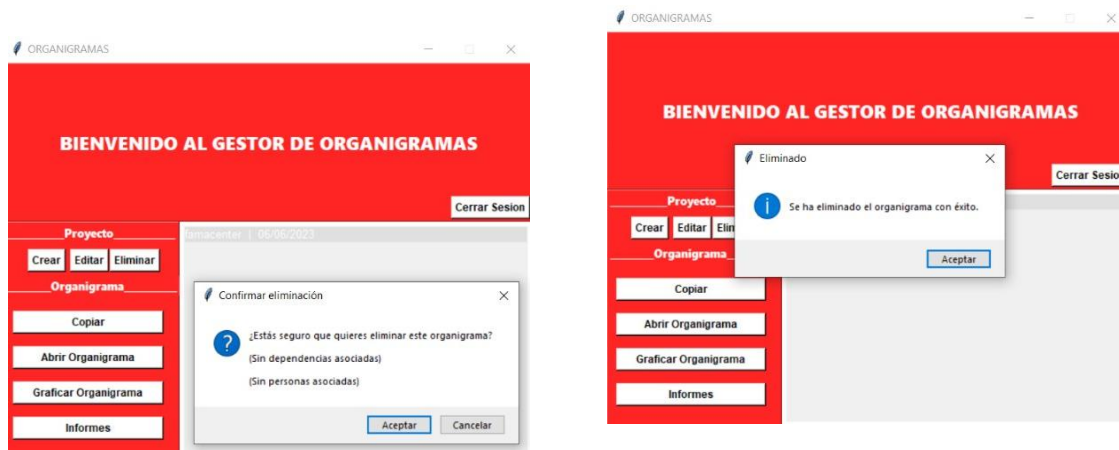 ORGANIGRAMAS
BIENVENIDO AL GESTOR DE ORGANIGRAMAS
Cerrar Sesion
Proyecto
famacenter | 06/06/2023
Crear Editar Eliminar
Organigrama
Copiar
Abrir Organigrama
Graficar Organigrama
Informes
Confirmar eliminación
¿Estás seguro que quieres eliminar este organigrama?
(Sin dependencias asociadas)
(Sin personas asociadas)
Aceptar Cancelar
ORGANIGRAMAS
BIENVENIDO AL GESTOR DE ORGANIGRAMAS
Eliminado
Se ha eliminado el organigrama con éxito.
Aceptar
Cerrar Sesio
Proyecto
Crear Editar Elin
Organigrama
Copiar
Abrir Organigrama
Graficar Organigrama
Informes